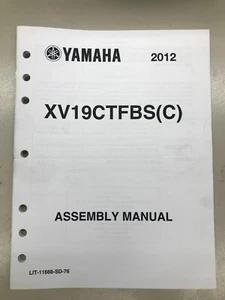 YAMAHA 2012
XV19CTFBS(C)
ASSEMBLY MANUAL
LIT-11666-SD-76